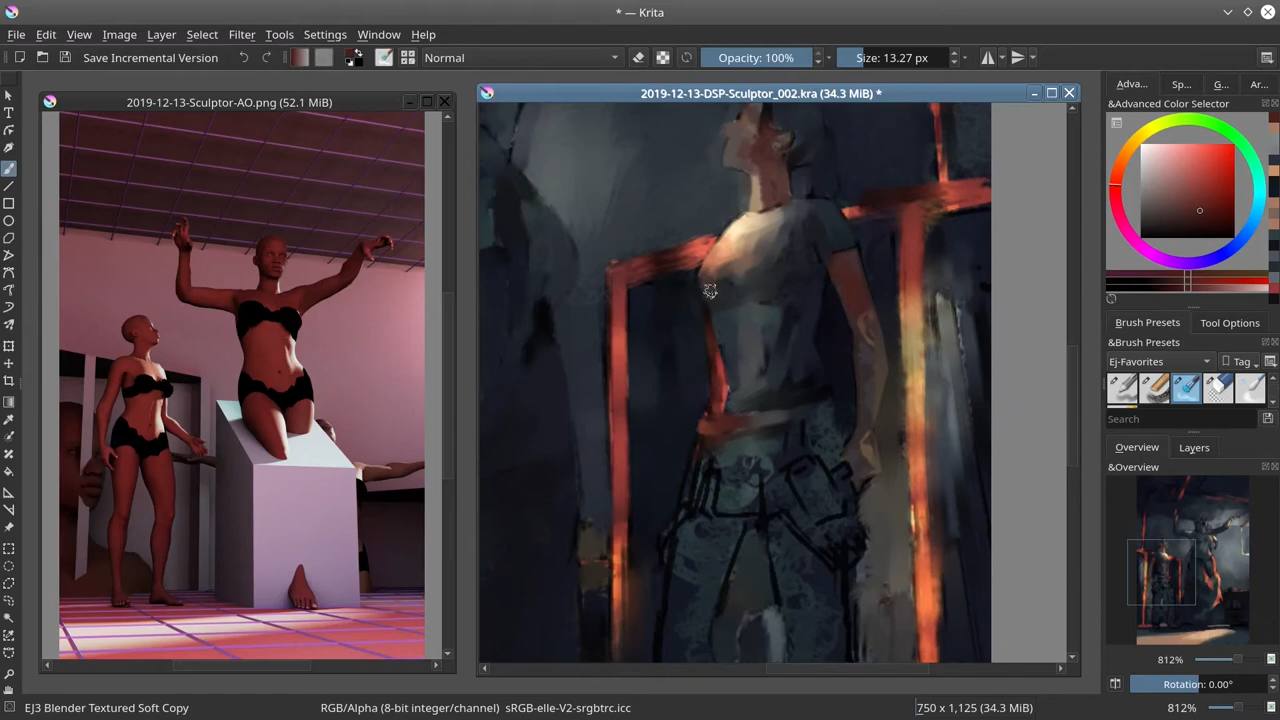 * — Krita
File Edit View Image Layer Select Filter Tools Settings Window Help
Save Incremental Version Normal Opacity: 100% Size: 13.27 px
2019-12-13-Sculptor-AO.png (52.1 MiB)
2019-12-13-DSP-Sculptor_002.kra (34.3 MiB) *
Adva... Sp... G... Ar...
&Advanced Color Selector
Brush Presets Tool Options
&Brush Presets
Ej-Favorites Tag
Search
Overview Layers
&Overview
812%
Rotation: 0.00°
EJ3 Blender Textured Soft Copy RGB/Alpha (8-bit integer/channel) sRGB-elle-V2-srgbtrc.icc 750 x 1,125 (34.3 MiB) 812%